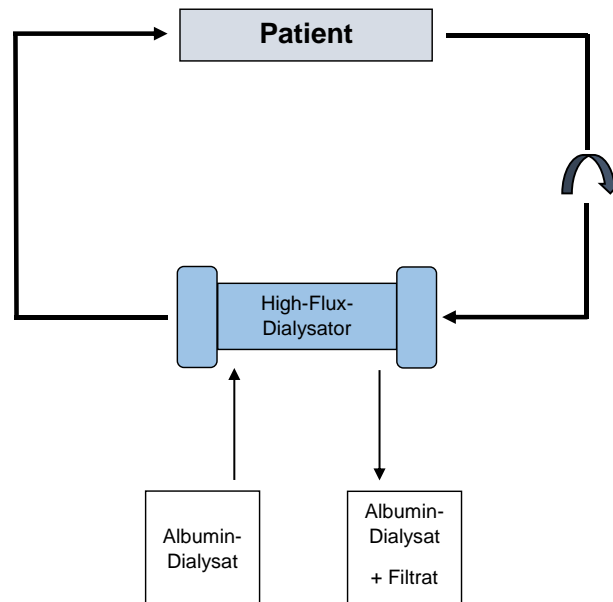 Patient
High-Flux-
Dialysator
Albumin-
Dialysat
Albumin-
Dialysat
+ Filtrat